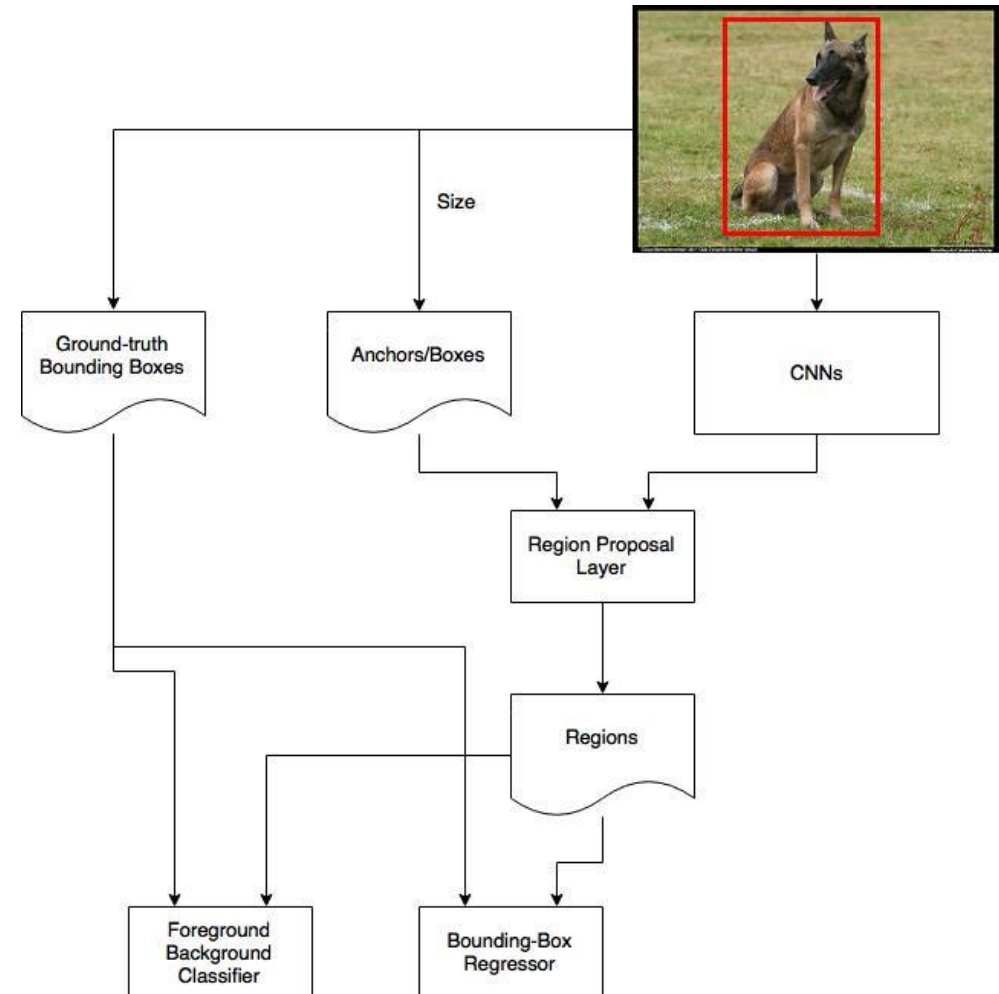 Size
Ground-truth
Bounding Boxes
Anchors/Boxes
CNNs
Region Proposal
Layer
Regions
Foreground
Background
Classifier
Bounding-Box
Regressor